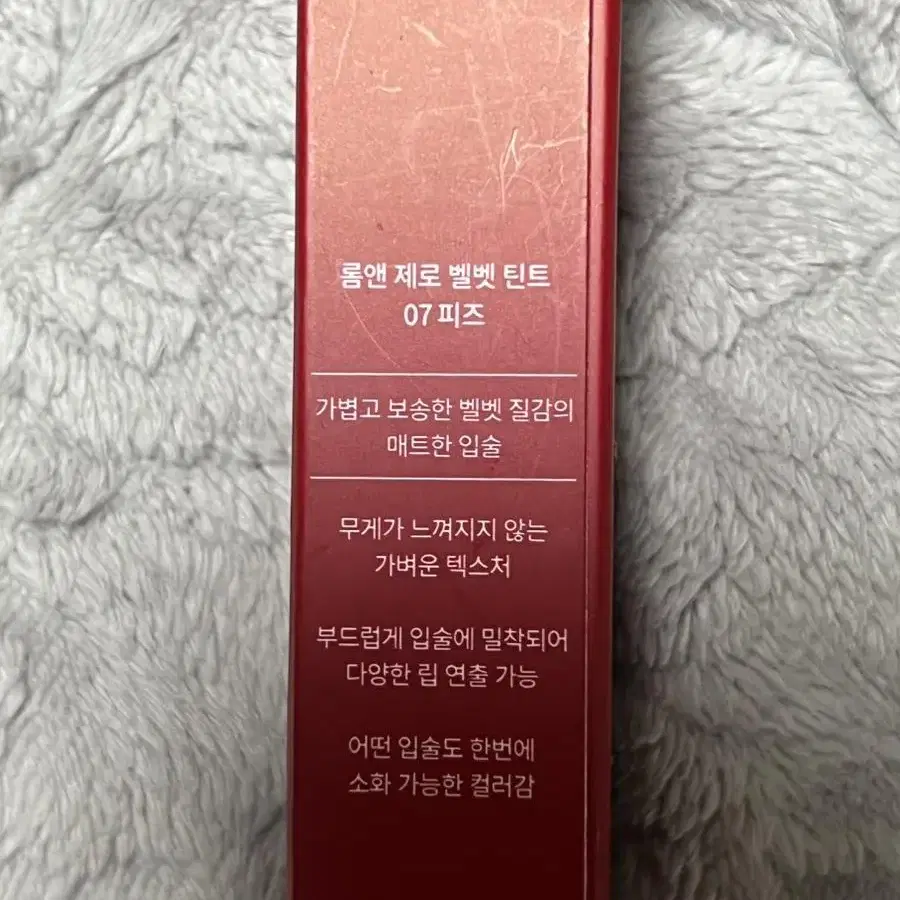 롬앤 제로 벨벳 틴트
07 피즈
가볍고 보송한 벨벳 질감의
매트한 입술
무게가 느껴지지 않는
가벼운 텍스처
부드럽게 입술에 밀착되어
다양한 립 연출 가능
어떤 입술도 한번에
소화 가능한 컬러감